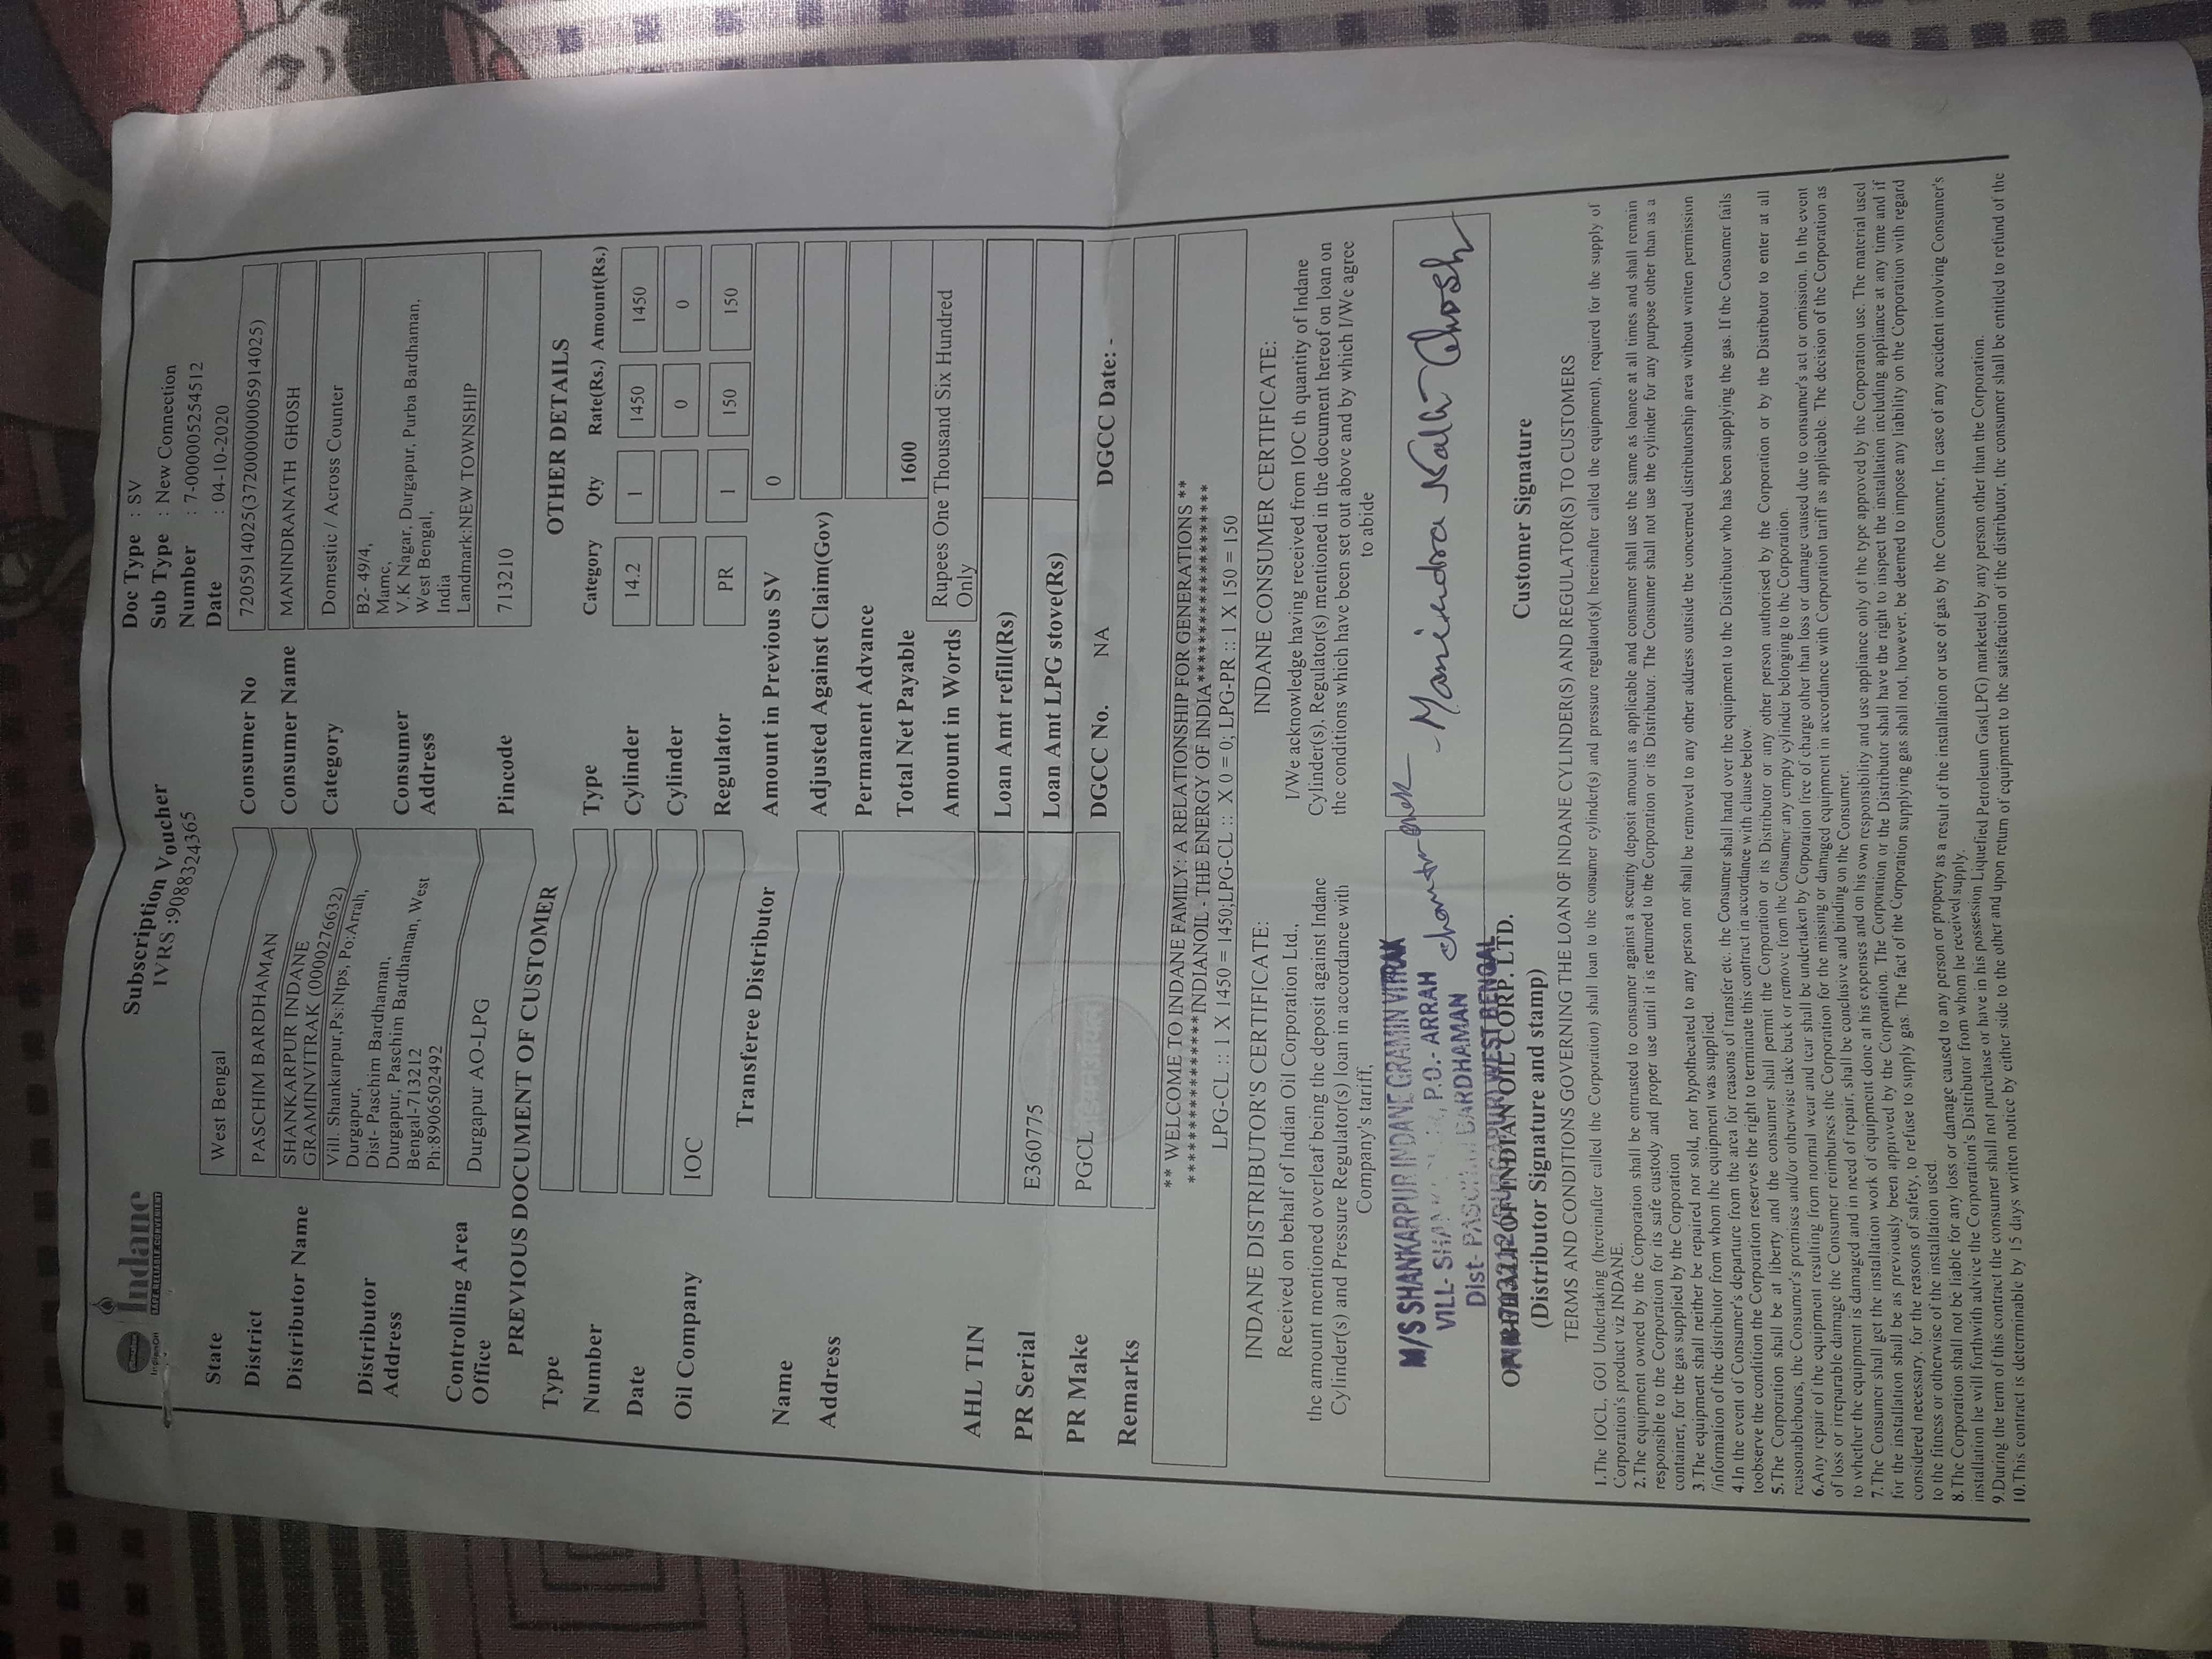 IndianOil
Indane
SAFE. RELIABLE. CONVENIENT
Subscription Voucher
IVRS :9088324365
Doc Type : SV
Sub Type : New Connection
Number : 7-000005254512
Date : 04-10-2020
State West Bengal
District PASCHIM BARDHAMAN
Distributor Name SHANKARPUR INDANE
GRAMINVITRAK (0000276632)
Distributor Address Vill. Shankarpur,Ps:Ntps, Po:Arrah,
Durgapur,
Dist- Paschim Bardhaman,
Durgapur, Paschim Bardhaman, West
Bengal-713212
Ph:8906502492
Controlling Area Office Durgapur AO-LPG
Consumer No 7205914025(37200000005914025)
Consumer Name MANINDRANATH GHOSH
Category Domestic / Across Counter
Consumer Address B2- 49/4,
Mamc,
V.K Nagar, Durgapur, Purba Bardhaman,
West Bengal,
India
Landmark:NEW TOWNSHIP
Pincode 713210
PREVIOUS DOCUMENT OF CUSTOMER
Type
Number
Date
Oil Company IOC
Transferee Distributor
Name
Address
AHL TIN
PR Serial E360775
PR Make PGCL
Remarks
OTHER DETAILS
Type Category Qty Rate(Rs.) Amount(Rs.)
Cylinder 14.2 1 1450 1450
Cylinder 0 0
Regulator PR 1 150 150
Amount in Previous SV 0
Adjusted Against Claim(Gov)
Permanent Advance
Total Net Payable 1600
Amount in Words Rupees One Thousand Six Hundred
Only
Loan Amt refill(Rs)
Loan Amt LPG stove(Rs)
DGCC No. NA DGCC Date: -
** WELCOME TO INDANE FAMILY: A RELATIONSHIP FOR GENERATIONS **
****************INDIANOIL - THE ENERGY OF INDIA********************
LPG-CL :: 1 X 1450 = 1450;LPG-CL :: X 0 = 0; LPG-PR :: 1 X 150 = 150
INDANE DISTRIBUTOR'S CERTIFICATE:
Received on behalf of Indian Oil Corporation Ltd.,
the amount mentioned overleaf being the deposit against Indane
Cylinder(s) and Pressure Regulator(s) loan in accordance with
Company's tariff,
INDANE CONSUMER CERTIFICATE:
I/We acknowledge having received from IOC th quantity of Indane
Cylinder(s), Regulator(s) mentioned in the document hereof on loan on
the conditions which have been set out above and by which I/We agree
to abide
M/S SHANKARPUR INDANE GRAMIN VITRAK
VILL- P.O.- ARRAH
Dist- PASCHIM BARDHAMAN
WEST BENGAL
ON BEHALF OF INDIAN OIL CORP. LTD.
(Distributor Signature and stamp)
Manindra Nath Ghosh
Customer Signature
TERMS AND CONDITIONS GOVERNING THE LOAN OF INDANE CYLINDER(S) AND REGULATOR(S) TO CUSTOMERS
1.The IOCL, GOI Undertaking (hereinafter called the Corporation) shall loan to the consumer cylinder(s) and pressure regulator(s)( hereinafter called the equipment), required for the supply of
Corporation's product viz INDANE.
2.The equipment owned by the Corporation shall be entrusted to consumer against a security deposit amount as applicable and consumer shall use the same as loance at all times and shall remain
responsible to the Corporation for its safe custody and proper use until it is returned to the Corporation or its Distributor. The Consumer shall not use the cylinder for any purpose other than as a
container, for the gas supplied by the Corporation
3.The equipment shall neither be repaired nor sold, nor hypothecated to any person nor shall be removed to any other address outside the concerned distributorship area without written permission
/information of the distributor from whom the equipment was supplied.
4.In the event of Consumer's departure from the area for reasons of transfer etc. the Consumer shall hand over the equipment to the Distributor who has been supplying the gas. If the Consumer fails
toobserve the condition the Corporation reserves the right to terminate this contract in accordance with clause below.
5.The Corporation shall be at liberty and the consumer shall permit the Corporation or its Distributor or any other person authorised by the Corporation or by the Distributor to enter at all
reasonablehours, the Consumer's premises and/or otherwise take back or remove from the Consumer any empty cylinder belonging to the Corporation.
6.Any repair of the equipment resulting from normal wear and tear shall be undertaken by Corporation free of charge other than loss or damage caused due to consumer's act or omission. In the event
of loss or irreparable damage the Consumer reimburses the Corporation for the missing or damaged equipment in accordance with Corporation tariff as applicable. The decision of the Corporation as
to whether the equipment is damaged and in need of repair, shall be conclusive and binding on the Consumer.
7.The Consumer shall get the installation work of equipment done at his expenses and on his own responsibility and use appliance only of the type approved by the Corporation use. The material used
for the installation shall be as previously been approved by the Corporation. The Corporation or the Distributor shall have the right to inspect the installation including appliance at any time and if
considered necessary, for the reasons of safety, to refuse to supply gas. The fact of the Corporation supplying gas shall not, however, be deemed to impose any liability on the Corporation with regard
to the fitness or otherwise of the installation used.
8.The Corporation shall not be liable for any loss or damage caused to any person or property as a result of the installation or use of gas by the Consumer, In case of any accident involving Consumer's
installation he will forthwith advice the Corporation's Distributor from whom he received supply.
9.During the term of this contract the consumer shall not purchase or have in his possession Liquefied Petroleum Gas(LPG) marketed by any person other than the Corporation.
10.This contract is determinable by 15 days written notice by either side to the other and upon return of equipment to the satisfaction of the distributor, the consumer shall be entitled to refund of the